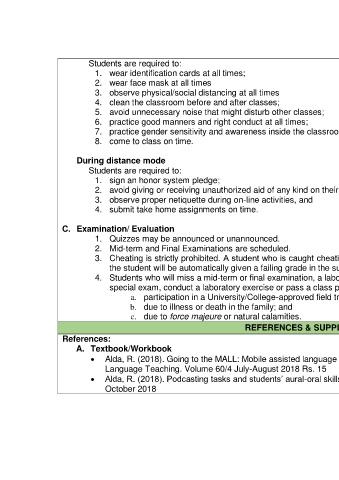 Students are required to:
1. wear identification cards at all times;
2. wear face mask at all times
3. observe physical/social distancing at all times
4. clean the classroom before and after classes;
5. avoid unnecessary noise that might disturb other classes;
6. practice good manners and right conduct at all times;
7. practice gender sensitivity and awareness inside the classroo
8. come to class on time.
During distance mode
Students are required to:
1. sign an honor system pledge;
2. avoid giving or receiving unauthorized aid of any kind on their
3. observe proper netiquette during on-line activities, and
4. submit take home assignments on time.
C. Examination/ Evaluation
1. Quizzes may be announced or unannounced.
2. Mid-term and Final Examinations are scheduled.
3. Cheating is strictly prohibited. A student who is caught cheati
the student will be automatically given a failing grade in the su
4. Students who will miss a mid-term or final examination, a labo
special exam, conduct a laboratory exercise or pass a class p
a. participation in a University/College-approved field tr
b. due to illness or death in the family; and
c. due to force majeure or natural calamities.
REFERENCES & SUPPL
References:
A. Textbook/Workbook
• Alda, R. (2018). Going to the MALL: Mobile assisted language
Language Teaching. Volume 60/4 July-August 2018 Rs. 15
• Alda, R. (2018). Podcasting tasks and students' aural-oral skills
October 2018